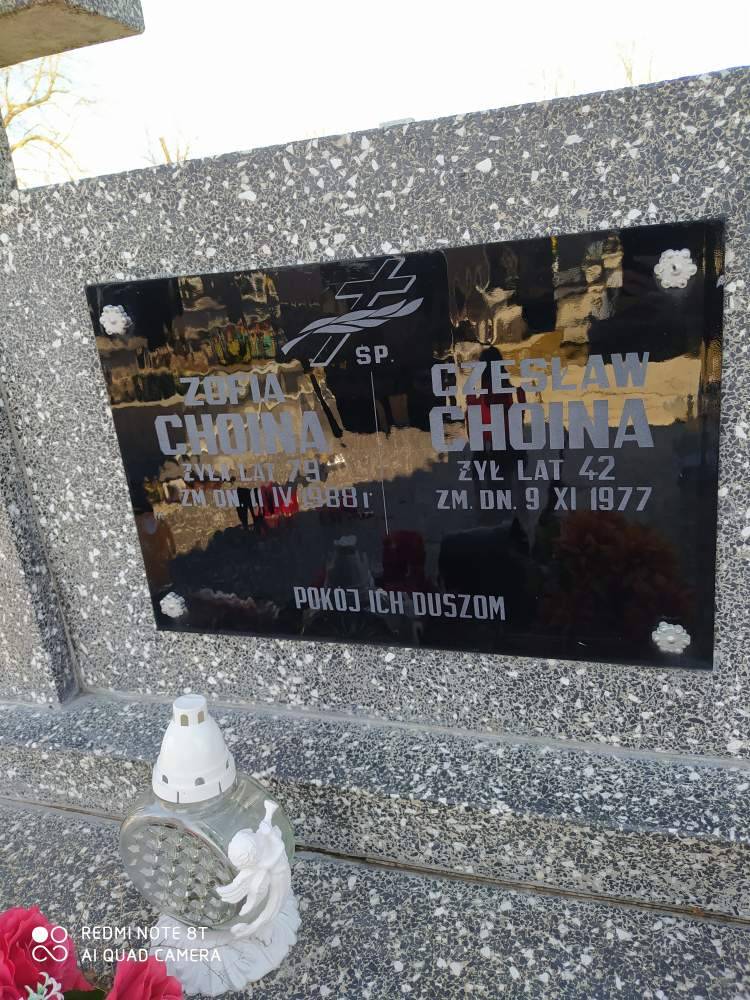 ŚP.
ZOFIA
CHOINA
ŻYŁA LAT 79
ZM. DN. 11 IV 1988 r
CZESŁAW
CHOINA
ŻYŁ LAT 42
ZM. DN. 9 XI 1977
POKÓJ ICH DUSZOM
REDMI NOTE 8T
AI QUAD CAMERA